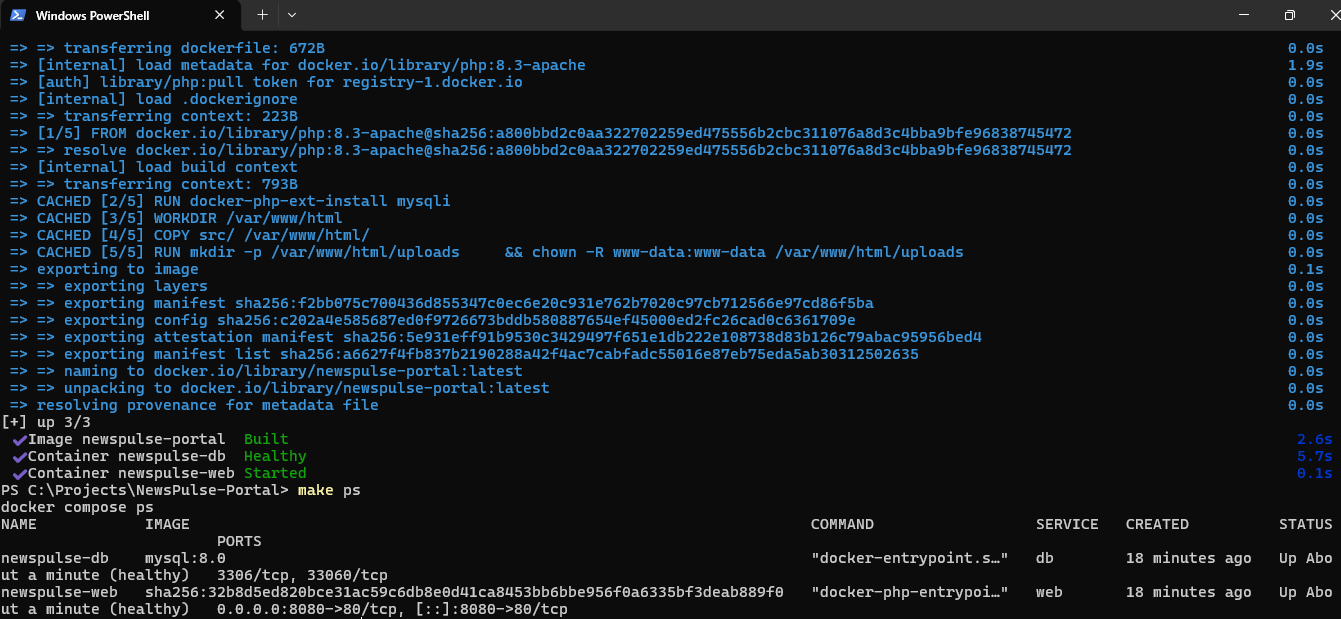 Windows PowerShell
=> => transferring dockerfile: 672B 0.0s
=> [internal] load metadata for docker.io/library/php:8.3-apache 1.9s
=> [auth] library/php:pull token for registry-1.docker.io 0.0s
=> [internal] load .dockerignore 0.0s
=> => transferring context: 223B 0.0s
=> [1/5] FROM docker.io/library/php:8.3-apache@sha256:a800bbd2c0aa322702259ed475556b2cbc311076a8d3c4bba9bfe96838745472 0.0s
=> => resolve docker.io/library/php:8.3-apache@sha256:a800bbd2c0aa322702259ed475556b2cbc311076a8d3c4bba9bfe96838745472 0.0s
=> [internal] load build context 0.0s
=> => transferring context: 793B 0.0s
=> CACHED [2/5] RUN docker-php-ext-install mysqli 0.0s
=> CACHED [3/5] WORKDIR /var/www/html 0.0s
=> CACHED [4/5] COPY src/ /var/www/html/ 0.0s
=> CACHED [5/5] RUN mkdir -p /var/www/html/uploads     && chown -R www-data:www-data /var/www/html/uploads 0.0s
=> exporting to image 0.1s
=> => exporting layers 0.0s
=> => exporting manifest sha256:f2bb075c700436d855347c0ec6e20c931e762b7020c97cb712566e97cd86f5ba 0.0s
=> => exporting config sha256:c202a4e585687ed0f9726673bddb580887654ef45000ed2fc26cad0c6361709e 0.0s
=> => exporting attestation manifest sha256:5e931eff91b9530c3429497f651e1db222e108738d83b126c79abac95956bed4 0.0s
=> => exporting manifest list sha256:a6627f4fb837b2190288a42f4ac7cabfadc55016e87eb75eda5ab30312502635 0.0s
=> => naming to docker.io/library/newspulse-portal:latest 0.0s
=> => unpacking to docker.io/library/newspulse-portal:latest 0.0s
=> resolving provenance for metadata file 0.0s
[+] up 3/3
✔Image newspulse-portal  Built 2.6s
✔Container newspulse-db  Healthy 5.7s
✔Container newspulse-web Started 0.1s
PS C:\Projects\NewsPulse-Portal> make ps
docker compose ps
NAME            IMAGE COMMAND SERVICE CREATED STATUS
PORTS
newspulse-db    mysql:8.0 "docker-entrypoint.s…" db 18 minutes ago Up Abo
ut a minute (healthy)   3306/tcp, 33060/tcp
newspulse-web   sha256:32b8d5ed820bce31ac59c6db8e0d41ca8453bb6bbe956f0a6335bf3deab889f0 "docker-php-entrypoi…" web 18 minutes ago Up Abo
ut a minute (healthy)   0.0.0.0:8080->80/tcp, [::]:8080->80/tcp